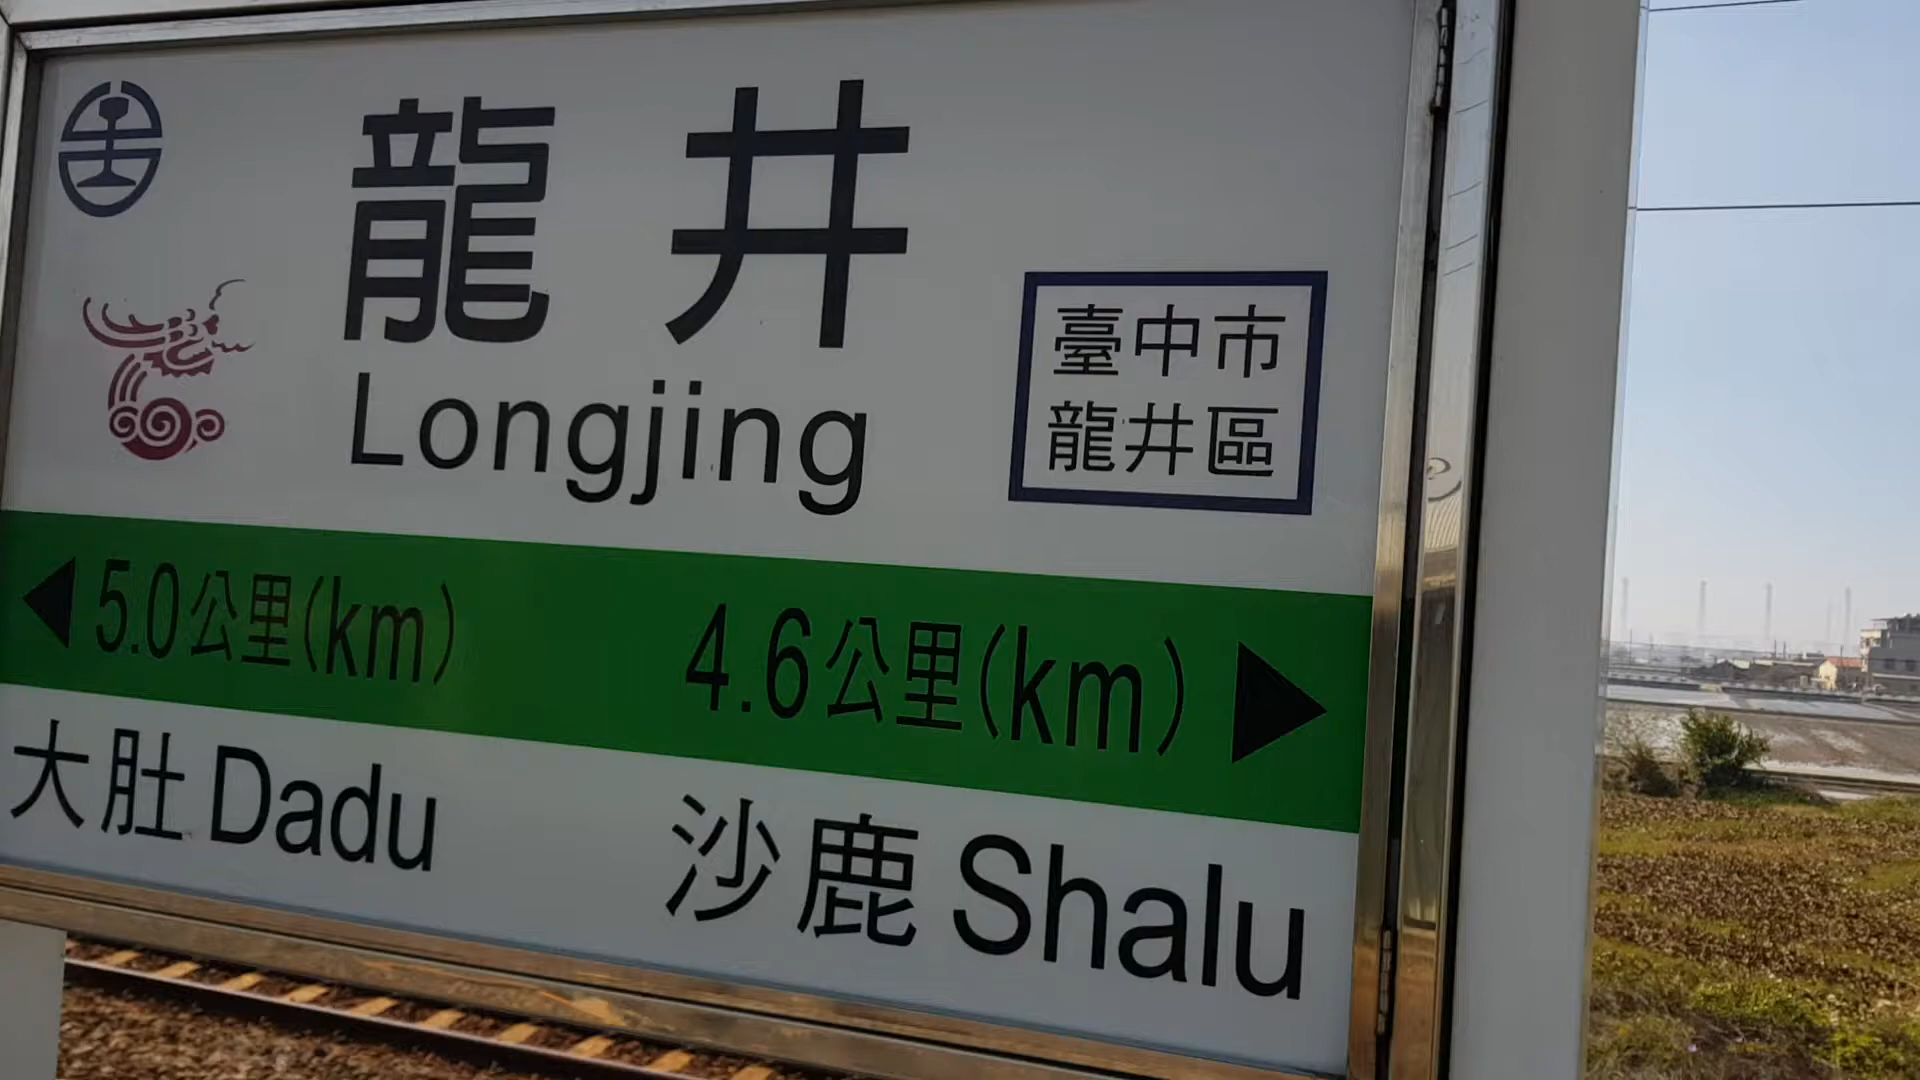 龍井
Longjing
臺中市
龍井區
5.0公里(km)
4.6公里(km)
大肚 Dadu
沙鹿 Shalu